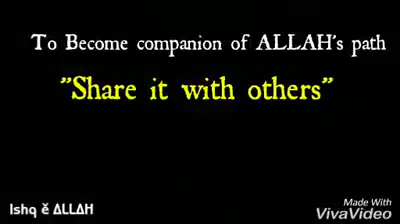 To Become companion of ALLAH's path
"Share it with others"
Ishq ĕ ALLAH
Made With
VivaVideo